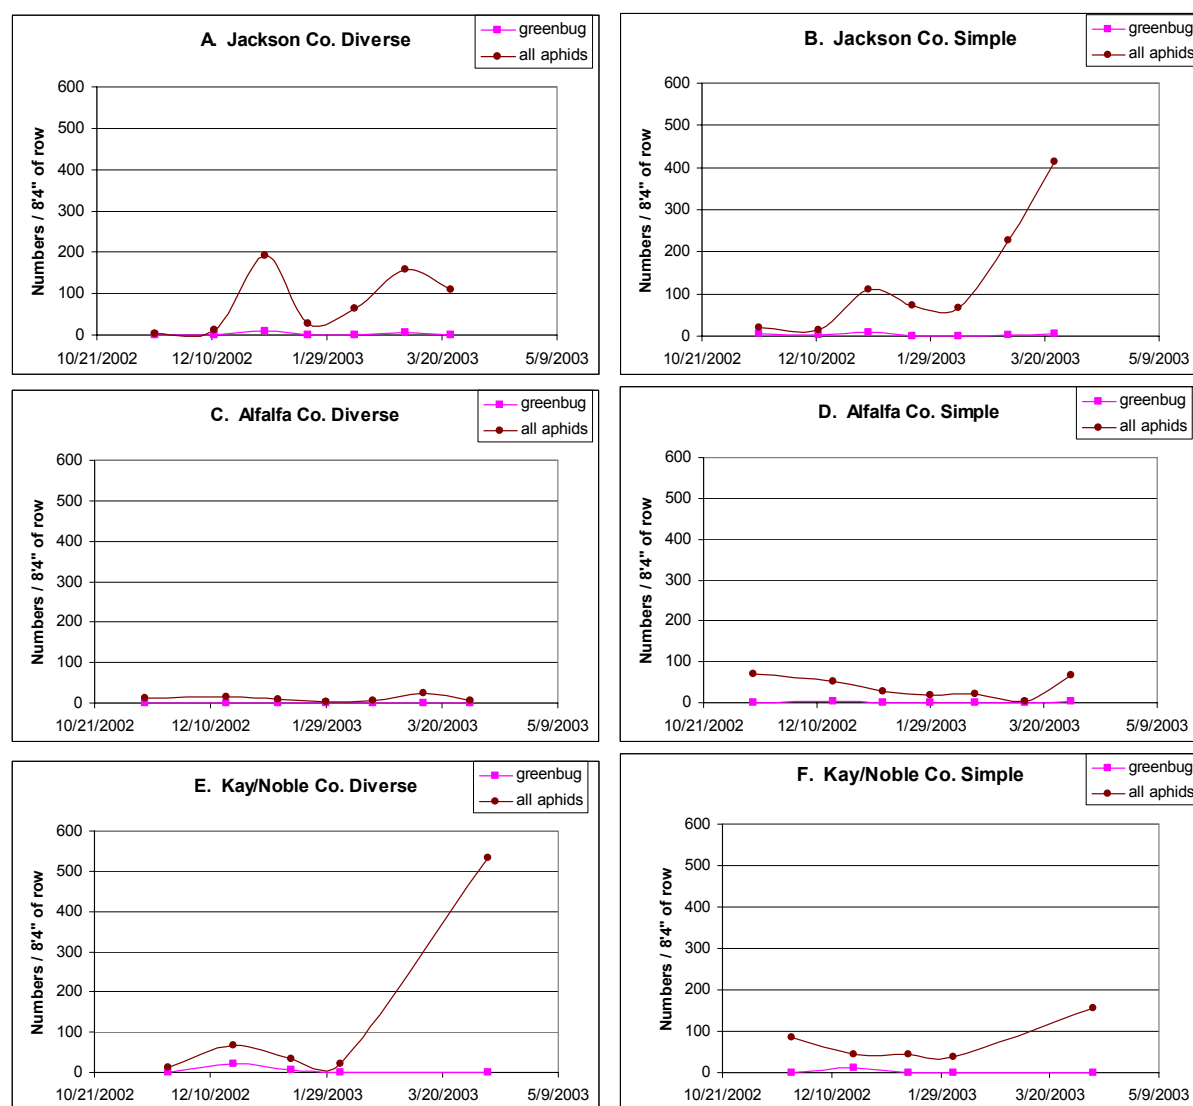 A. Jackson Co. Diverse
greenbug
all aphids
Numbers / 8'4" of row
600
500
400
300
200
100
0
10/21/2002 12/10/2002 1/29/2003 3/20/2003 5/9/2003
B. Jackson Co. Simple
greenbug
all aphids
Numbers / 8'4" of row
600
500
400
300
200
100
0
10/21/2002 12/10/2002 1/29/2003 3/20/2003 5/9/2003
C. Alfalfa Co. Diverse
greenbug
all aphids
Numbers / 8'4" of row
600
500
400
300
200
100
0
10/21/2002 12/10/2002 1/29/2003 3/20/2003 5/9/2003
D. Alfalfa Co. Simple
greenbug
all aphids
Numbers / 8'4" of row
600
500
400
300
200
100
0
10/21/2002 12/10/2002 1/29/2003 3/20/2003 5/9/2003
E. Kay/Noble Co. Diverse
greenbug
all aphids
Numbers / 8'4" of row
600
500
400
300
200
100
0
10/21/2002 12/10/2002 1/29/2003 3/20/2003 5/9/2003
F. Kay/Noble Co. Simple
greenbug
all aphids
Numbers / 8'4" of row
600
500
400
300
200
100
0
10/21/2002 12/10/2002 1/29/2003 3/20/2003 5/9/2003